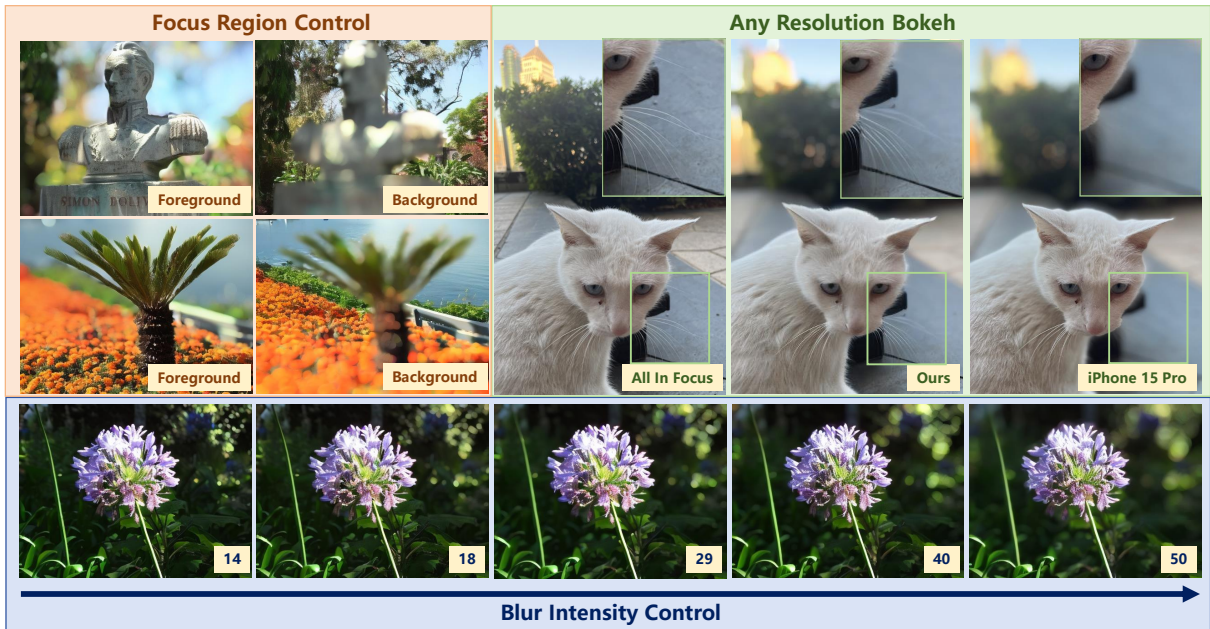 Focus Region Control
Any Resolution Bokeh
SIMON BOLIV
Foreground
Background
Foreground
Background
All In Focus
Ours
iPhone 15 Pro
14
18
29
40
50
Blur Intensity Control